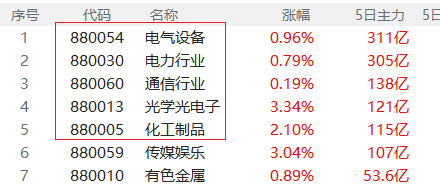 序号 代码 名称 涨幅 5日主力 5日
1 880054 电气设备 0.96% 311亿
2 880030 电力行业 0.79% 305亿
3 880060 通信行业 0.19% 138亿
4 880013 光学光电子 3.34% 121亿
5 880005 化工制品 2.10% 115亿
6 880059 传媒娱乐 3.04% 107亿
7 880010 有色金属 0.89% 53.6亿